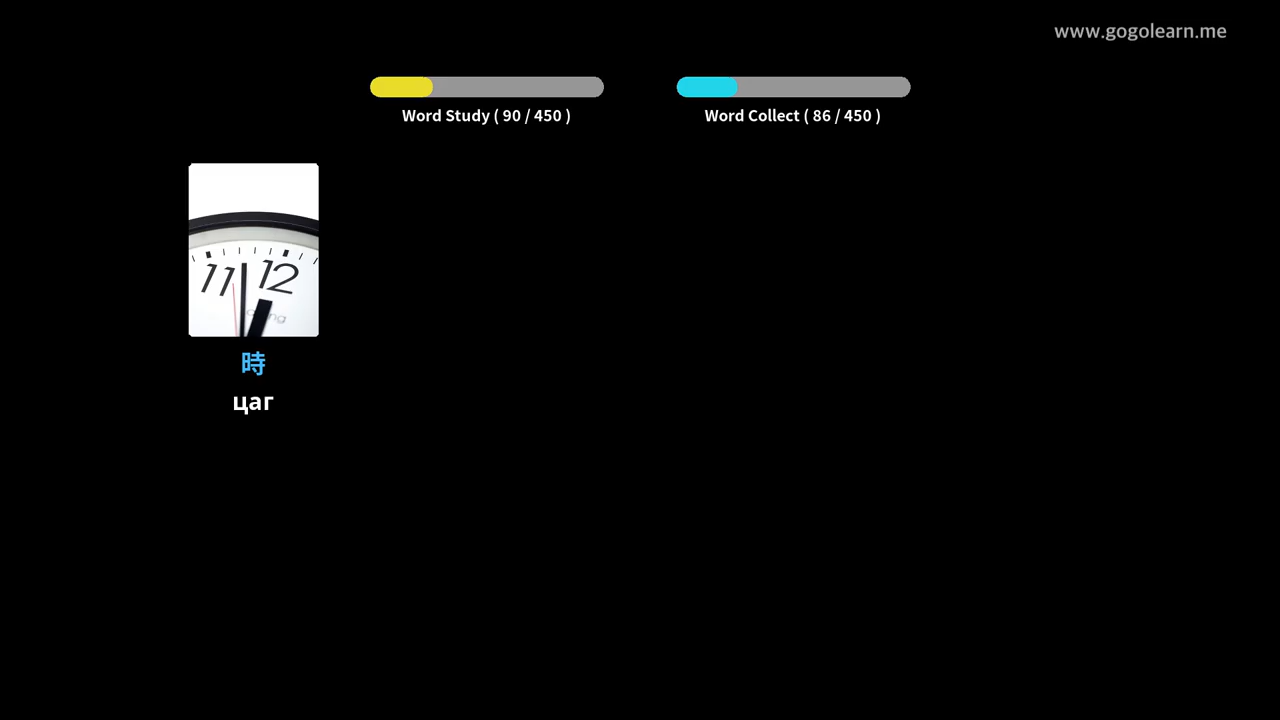 www.gogolearn.me
Word Study ( 90 / 450 )
Word Collect ( 86 / 450 )
11 12
時
цаг